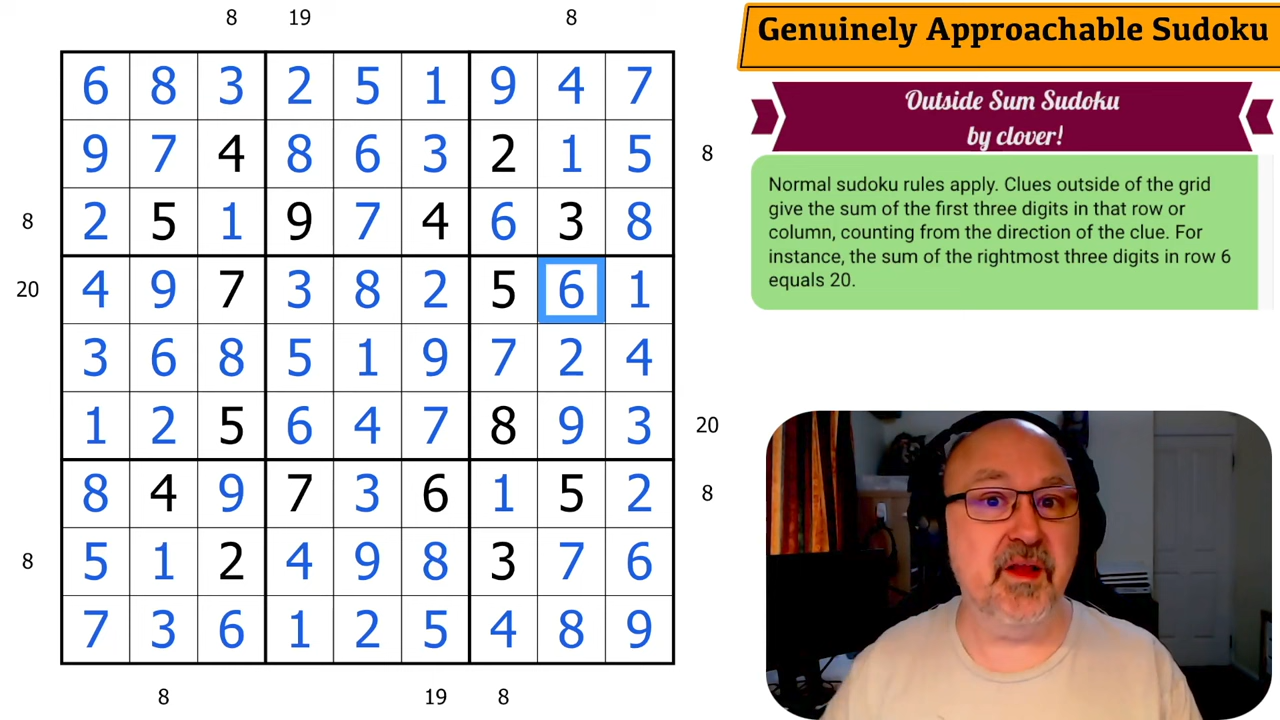 8 19 8
Genuinely Approachable Sudoku
Outside Sum Sudoku
by clover!
Normal sudoku rules apply. Clues outside of the grid
give the sum of the first three digits in that row or
column, counting from the direction of the clue. For
instance, the sum of the rightmost three digits in row 6
equals 20.
6 8 3 2 5 1 9 4 7
9 7 4 8 6 3 2 1 5 8
8 2 5 1 9 7 4 6 3 8
20 4 9 7 3 8 2 5 6 1
3 6 8 5 1 9 7 2 4
1 2 5 6 4 7 8 9 3 20
8 4 9 7 3 6 1 5 2 8
8 5 1 2 4 9 8 3 7 6
7 3 6 1 2 5 4 8 9
8 19 8